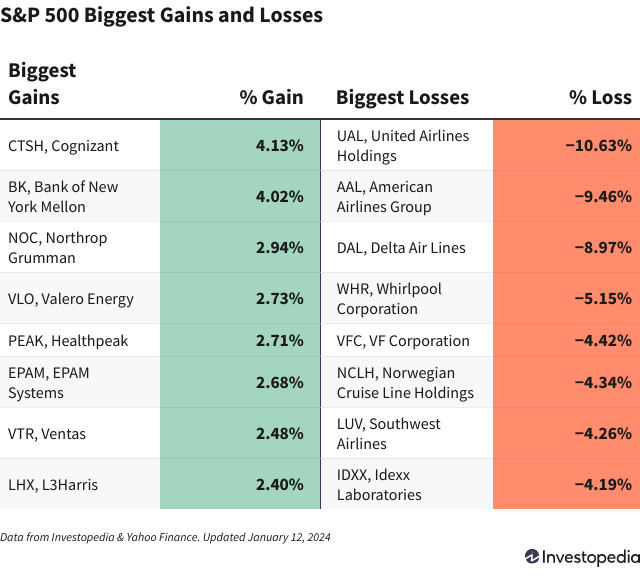 S&P 500 Biggest Gains and Losses
Biggest
Gains
% Gain
Biggest Losses
% Loss
CTSH, Cognizant
4.13%
UAL, United Airlines
Holdings
−10.63%
BK, Bank of New
York Mellon
4.02%
AAL, American
Airlines Group
−9.46%
NOC, Northrop
Grumman
2.94%
DAL, Delta Air Lines
−8.97%
VLO, Valero Energy
2.73%
WHR, Whirlpool
Corporation
−5.15%
PEAK, Healthpeak
2.71%
VFC, VF Corporation
−4.42%
EPAM, EPAM
Systems
2.68%
NCLH, Norwegian
Cruise Line Holdings
−4.34%
VTR, Ventas
2.48%
LUV, Southwest
Airlines
−4.26%
LHX, L3Harris
2.40%
IDXX, Idexx
Laboratories
−4.19%
Data from Investopedia & Yahoo Finance. Updated January 12, 2024
Investopedia